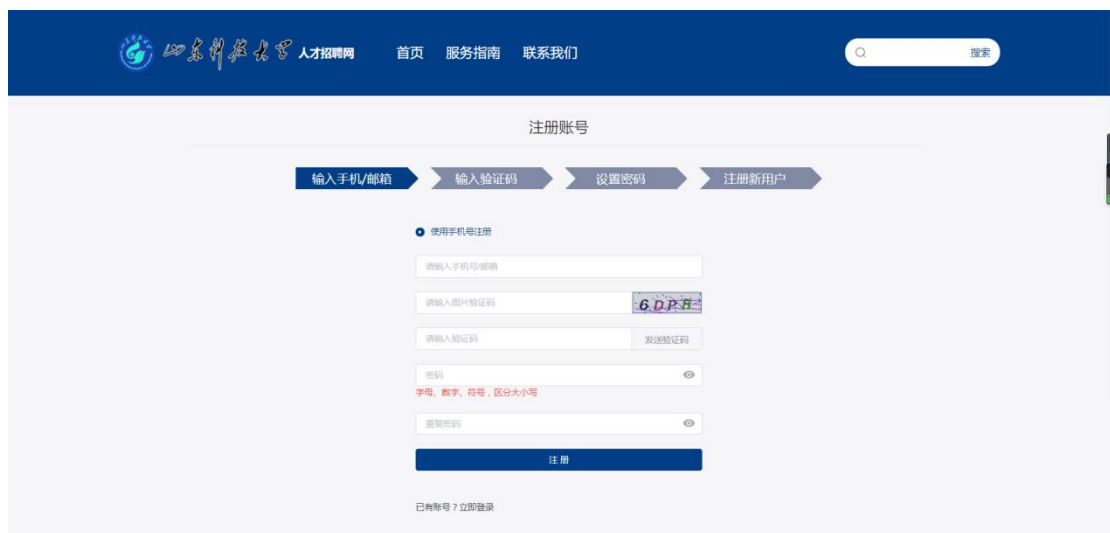 山东科技大学 人才招聘网 首页 服务指南 联系我们 搜索
注册账号
输入手机/邮箱 输入验证码 设置密码 注册新用户
使用手机号注册
请输入手机号/邮箱
请输入图片验证码 6DP8
请输入验证码 发送验证码
密码
字母、数字、符号，区分大小写
重复密码
注册
已有账号？立即登录